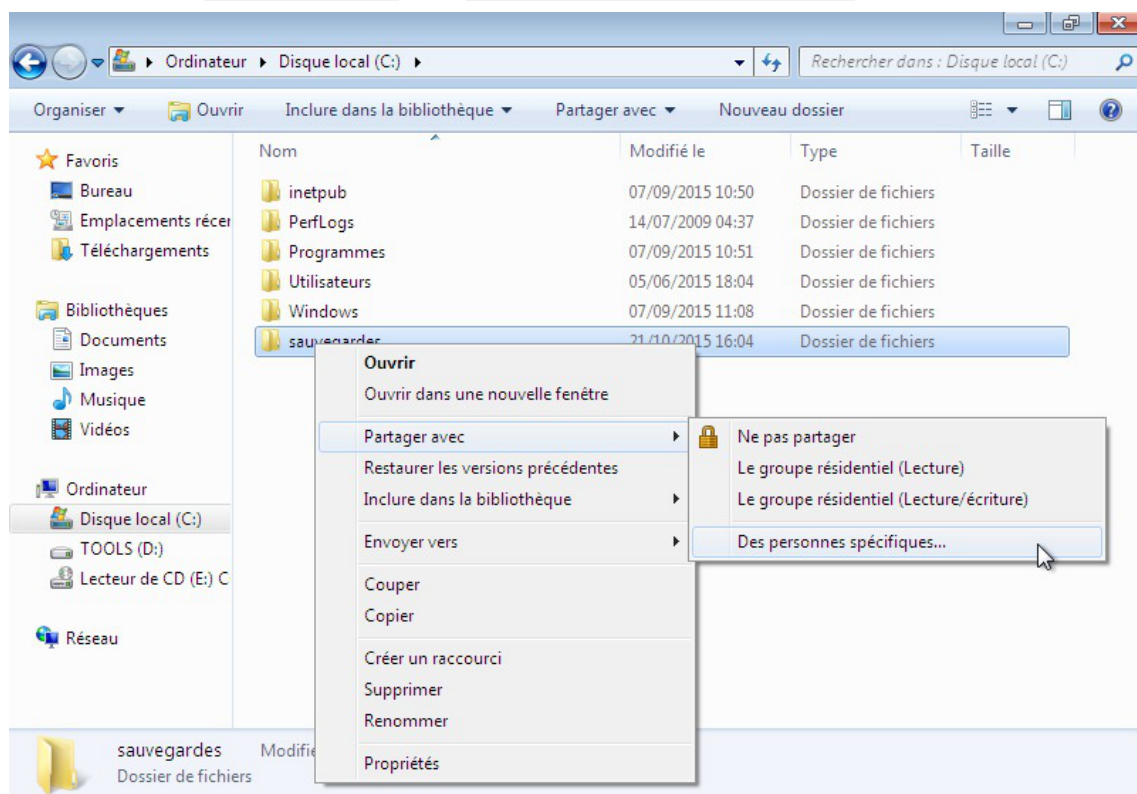 Ordinateur Disque local (C:) Rechercher dans : Disque local (C:)
Organiser Ouvrir Inclure dans la bibliothèque Partager avec Nouveau dossier
Nom Modifié le Type Taille
Favoris
Bureau
Emplacements récer
Téléchargements
Bibliothèques
Documents
Images
Musique
Vidéos
Ordinateur
Disque local (C:)
TOOLS (D:)
Lecteur de CD (E:) C
Réseau
inetpub 07/09/2015 10:50 Dossier de fichiers
PerfLogs 14/07/2009 04:37 Dossier de fichiers
Programmes 07/09/2015 10:51 Dossier de fichiers
Utilisateurs 05/06/2015 18:04 Dossier de fichiers
Windows 07/09/2015 11:08 Dossier de fichiers
sauvegardes 21/10/2015 16:04 Dossier de fichiers
Ouvrir
Ouvrir dans une nouvelle fenêtre
Partager avec
Restaurer les versions précédentes
Inclure dans la bibliothèque
Envoyer vers
Couper
Copier
Créer un raccourci
Supprimer
Renommer
Propriétés
Ne pas partager
Le groupe résidentiel (Lecture)
Le groupe résidentiel (Lecture/écriture)
Des personnes spécifiques...
sauvegardes Modifié
Dossier de fichiers